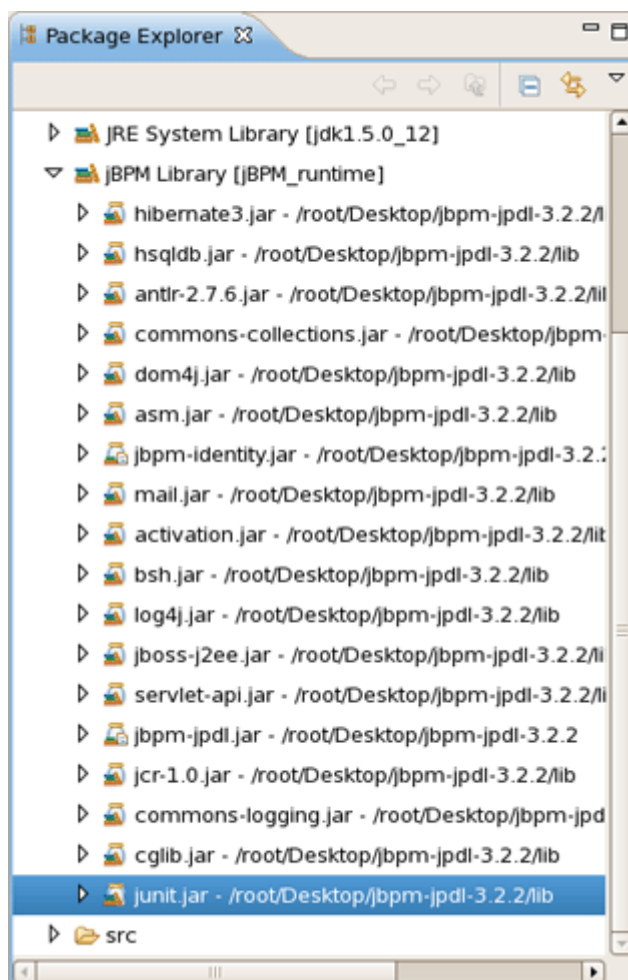 Package Explorer
JRE System Library [jdk1.5.0_12]
jBPM Library [jBPM_runtime]
hibernate3.jar - /root/Desktop/jbpm-jpdl-3.2.2/l
hsqldb.jar - /root/Desktop/jbpm-jpdl-3.2.2/lib
antlr-2.7.6.jar - /root/Desktop/jbpm-jpdl-3.2.2/lil
commons-collections.jar - /root/Desktop/jbpm-
dom4j.jar - /root/Desktop/jbpm-jpdl-3.2.2/lib
asm.jar - /root/Desktop/jbpm-jpdl-3.2.2/lib
jbpm-identity.jar - /root/Desktop/jbpm-jpdl-3.2.2
mail.jar - /root/Desktop/jbpm-jpdl-3.2.2/lib
activation.jar - /root/Desktop/jbpm-jpdl-3.2.2/lib
bsh.jar - /root/Desktop/jbpm-jpdl-3.2.2/lib
log4j.jar - /root/Desktop/jbpm-jpdl-3.2.2/lib
jboss-j2ee.jar - /root/Desktop/jbpm-jpdl-3.2.2/li
servlet-api.jar - /root/Desktop/jbpm-jpdl-3.2.2/li
jbpm-jpdl.jar - /root/Desktop/jbpm-jpdl-3.2.2
jcr-1.0.jar - /root/Desktop/jbpm-jpdl-3.2.2/lib
commons-logging.jar - /root/Desktop/jbpm-jpd
cglib.jar - /root/Desktop/jbpm-jpdl-3.2.2/lib
junit.jar - /root/Desktop/jbpm-jpdl-3.2.2/lib
src